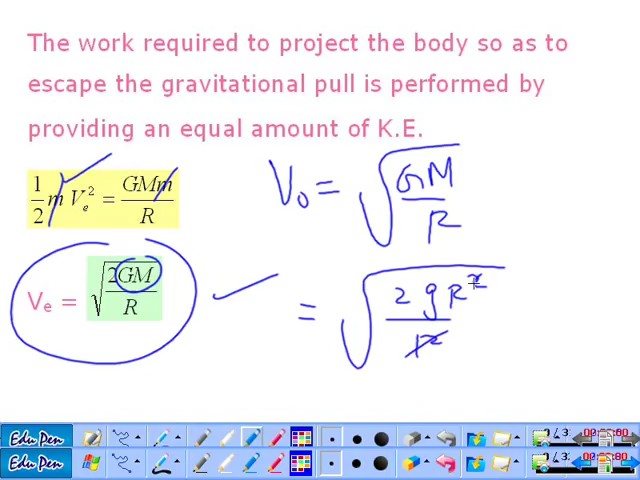 The work required to project the body so as to
escape the gravitational pull is performed by
providing an equal amount of K.E.
1/2 m Ve² = GMm/R
V₀ = √(GM/R)
Ve = √(2GM/R)
= √(2gR²/R)
Edu Pen
Edu Pen